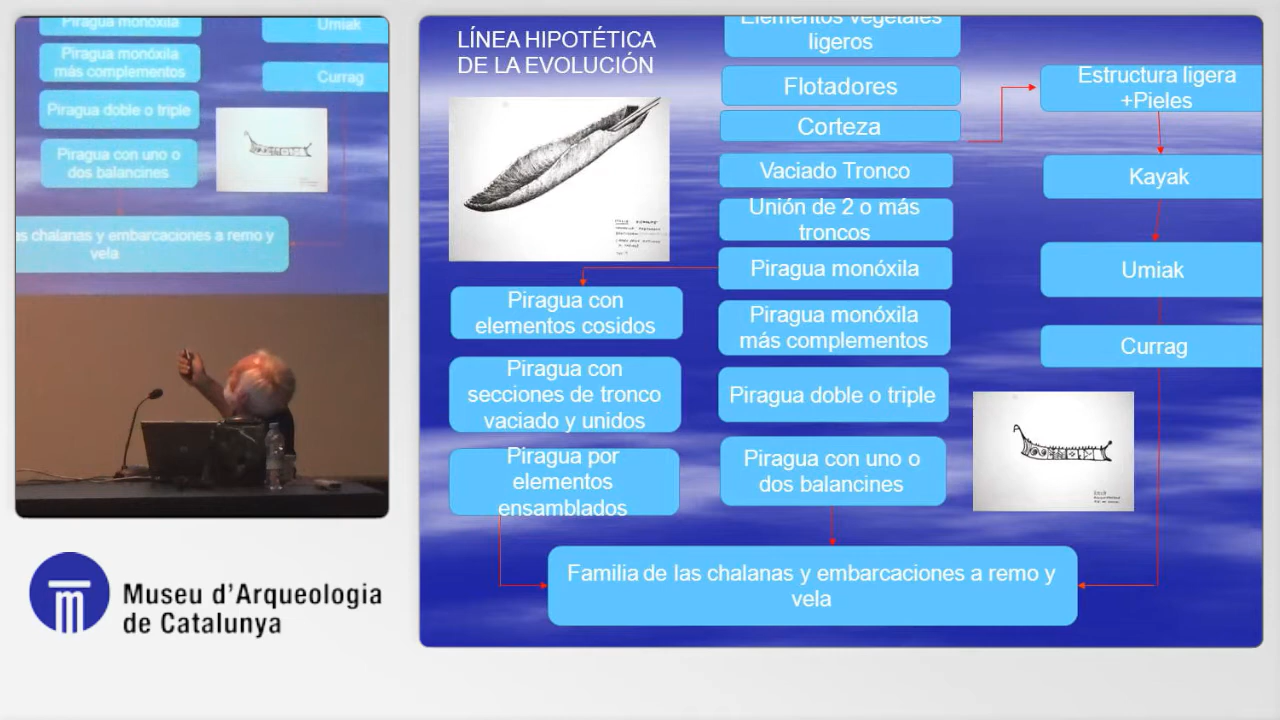 Piragua monóxila
Piragua monóxila
más complementos
Piragua doble o triple
Piragua con uno o
dos balancines
as chalanas y embarcaciones a remo y
vela
Umiak
Currag
Museu d'Arqueologia
de Catalunya
LÍNEA HIPOTÉTICA
DE LA EVOLUCIÓN
Piragua con
elementos cosidos
Piragua con
secciones de tronco
vaciado y unidos
Piragua por
elementos
ensamblados
Elementos vegetales
ligeros
Flotadores
Corteza
Vaciado Tronco
Unión de 2 o más
troncos
Piragua monóxila
Piragua monóxila
más complementos
Piragua doble o triple
Piragua con uno o
dos balancines
Estructura ligera
+Pieles
Kayak
Umiak
Currag
Familia de las chalanas y embarcaciones a remo y
vela